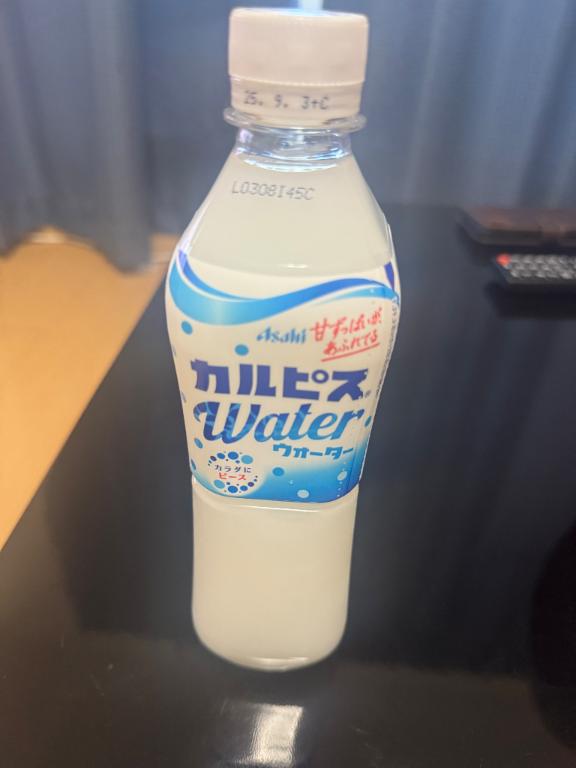 25. 9. 3+C
L0308I45C
Asahi
甘ずっぱいが、
あふれてる
カルピス®
Water
ウォーター
カラダに
ピース